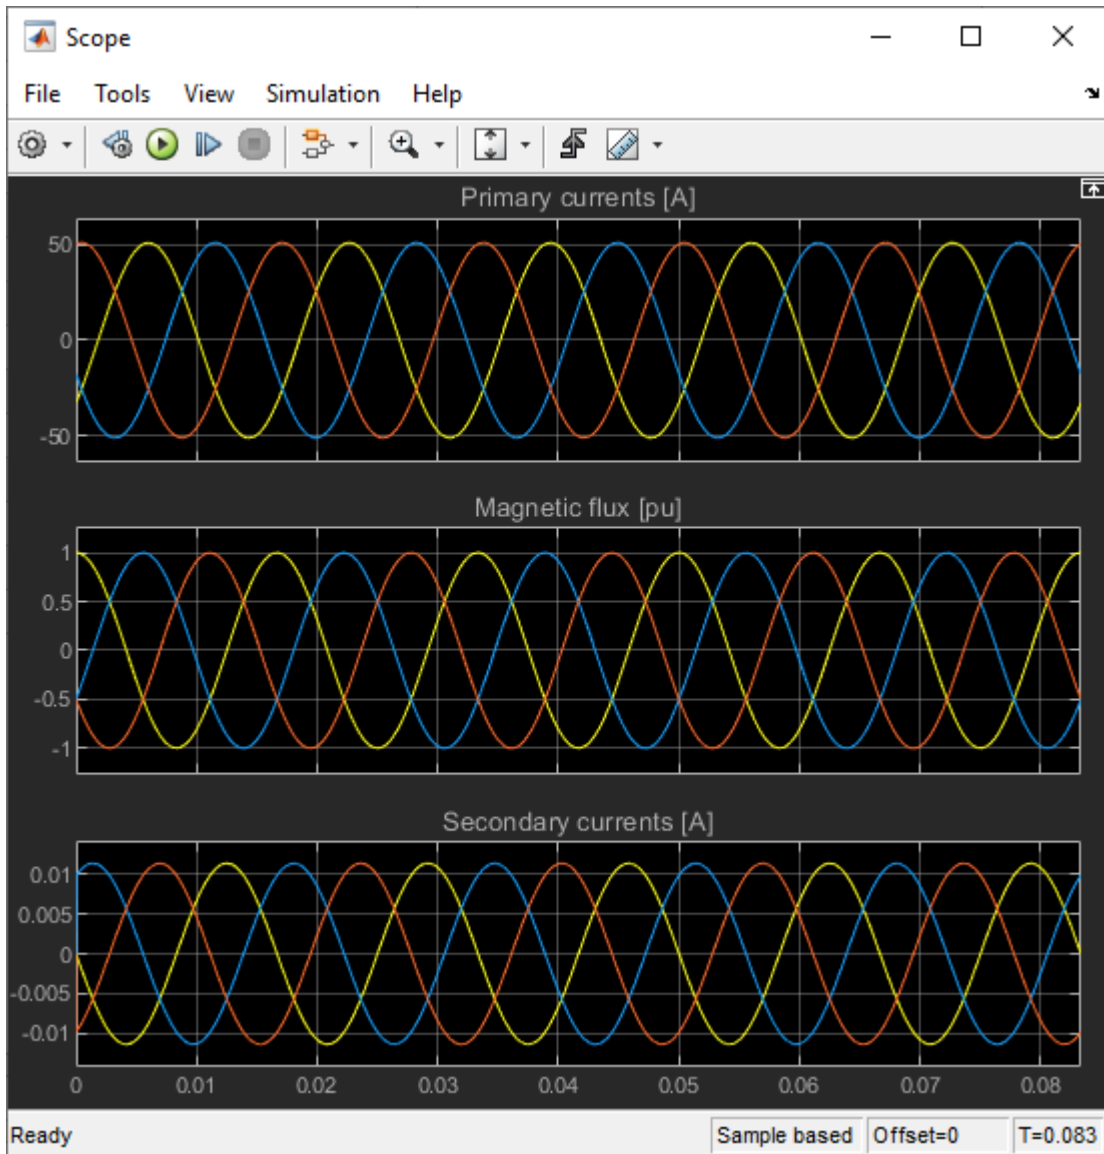 Scope
File Tools View Simulation Help
Primary currents [A]
50
0
-50
Magnetic flux [pu]
1
0.5
0
-0.5
-1
Secondary currents [A]
0.01
0.005
0
-0.005
-0.01
0 0.01 0.02 0.03 0.04 0.05 0.06 0.07 0.08
Ready Sample based Offset=0 T=0.083